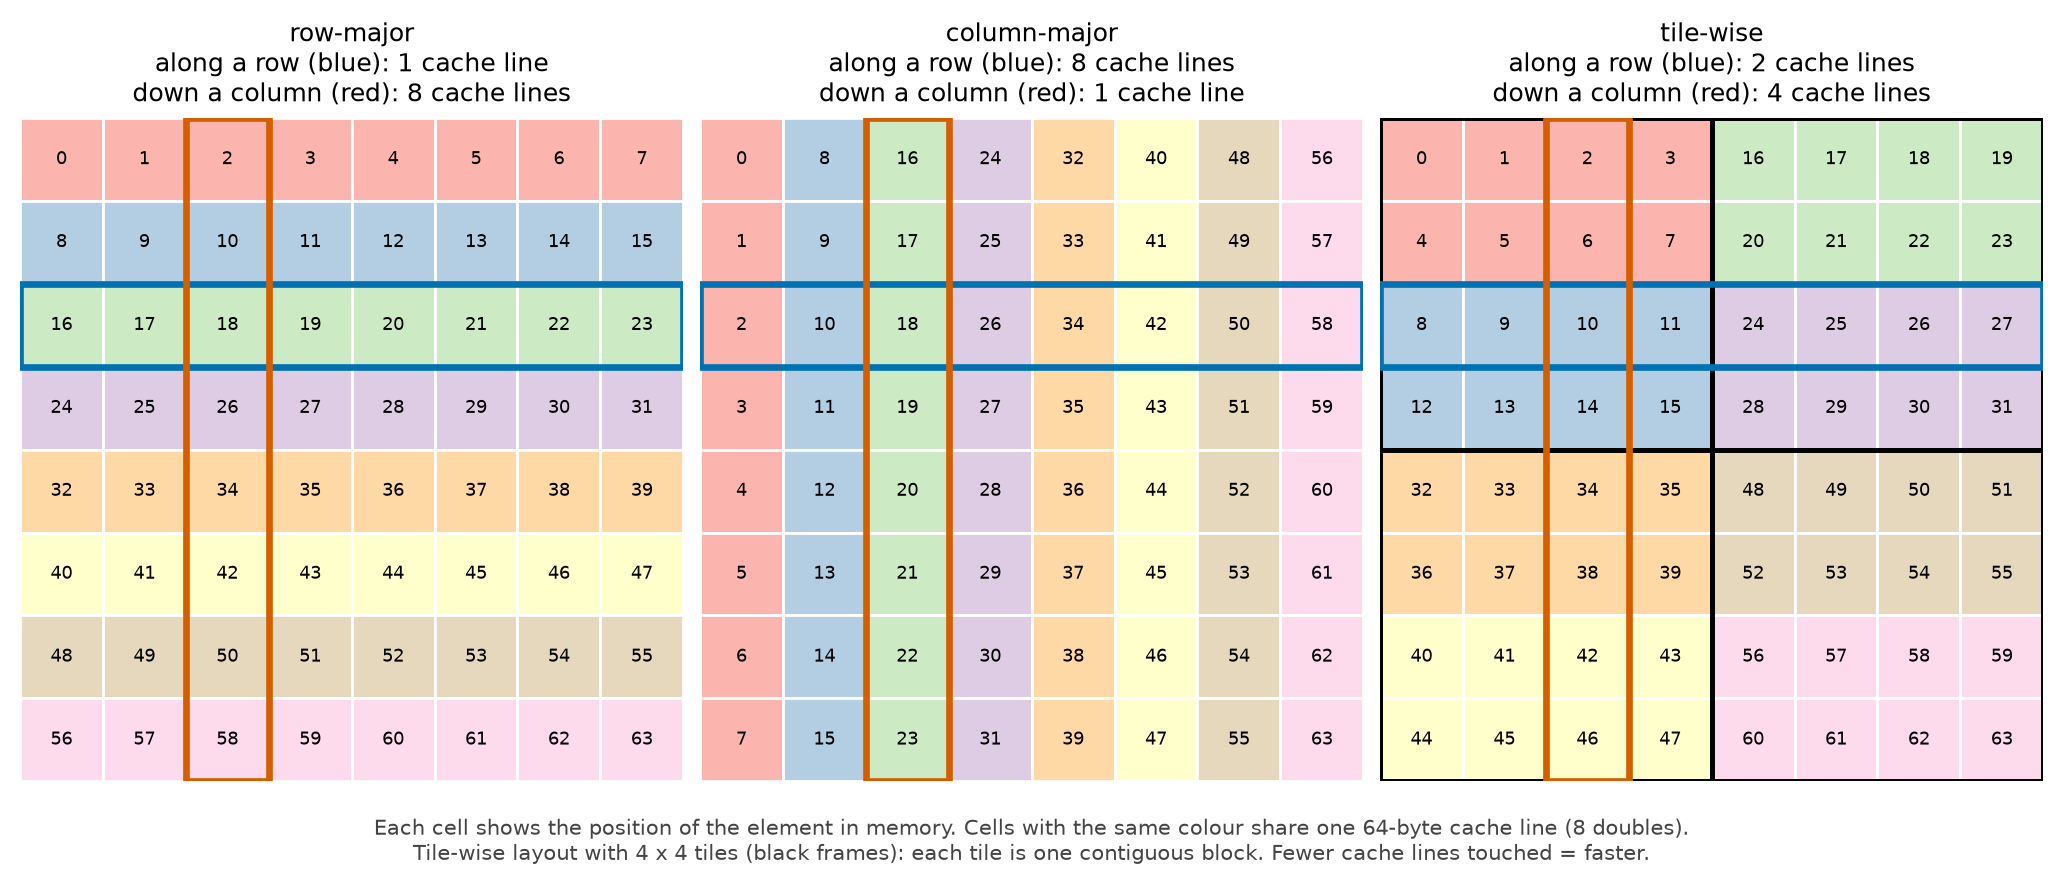 row-major
along a row (blue): 1 cache line
down a column (red): 8 cache lines
0 1 2 3 4 5 6 7
8 9 10 11 12 13 14 15
16 17 18 19 20 21 22 23
24 25 26 27 28 29 30 31
32 33 34 35 36 37 38 39
40 41 42 43 44 45 46 47
48 49 50 51 52 53 54 55
56 57 58 59 60 61 62 63
column-major
along a row (blue): 8 cache lines
down a column (red): 1 cache line
0 8 16 24 32 40 48 56
1 9 17 25 33 41 49 57
2 10 18 26 34 42 50 58
3 11 19 27 35 43 51 59
4 12 20 28 36 44 52 60
5 13 21 29 37 45 53 61
6 14 22 30 38 46 54 62
7 15 23 31 39 47 55 63
tile-wise
along a row (blue): 2 cache lines
down a column (red): 4 cache lines
0 1 2 3 16 17 18 19
4 5 6 7 20 21 22 23
8 9 10 11 24 25 26 27
12 13 14 15 28 29 30 31
32 33 34 35 48 49 50 51
36 37 38 39 52 53 54 55
40 41 42 43 56 57 58 59
44 45 46 47 60 61 62 63
Each cell shows the position of the element in memory. Cells with the same colour share one 64-byte cache line (8 doubles).
Tile-wise layout with 4 x 4 tiles (black frames): each tile is one contiguous block. Fewer cache lines touched = faster.